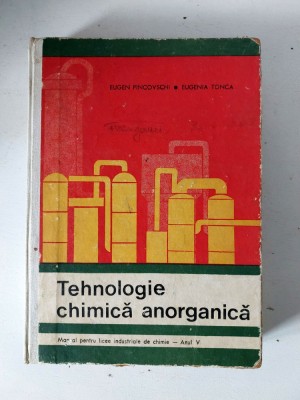 EUGEN PINCOVSCHI ● EUGENIA TONCA
Tehnologie
chimică anorganică
Manual pentru licee industriale de chimie — Anul V